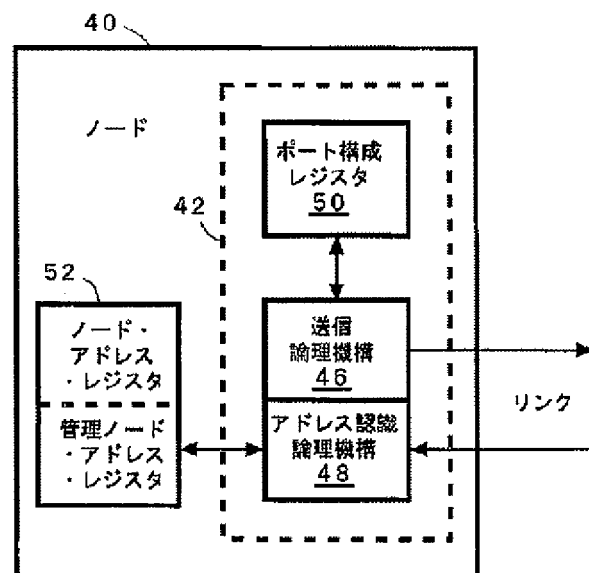 40
ノード
ポート構成
レジスタ
50
42
52
ノード・
アドレス
・レジスタ
管理ノード
・アドレス
・レジスタ
送信
論理機構
46
アドレス認識
論理機構
48
リンク